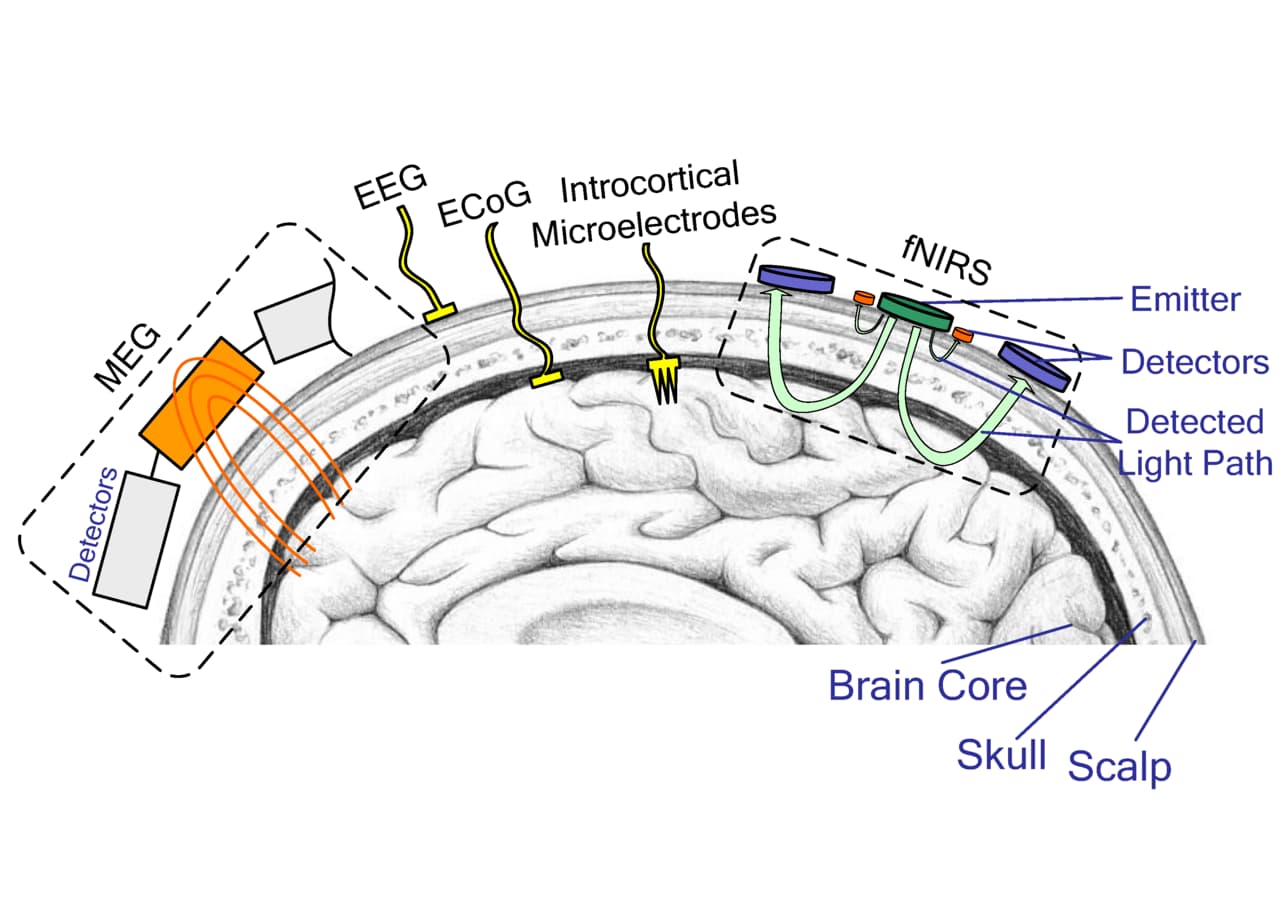 MEG
Detectors
EEG
ECoG
Introcortical
Microelectrodes
fNIRS
Emitter
Detectors
Detected
Light Path
Brain Core
Skull
Scalp